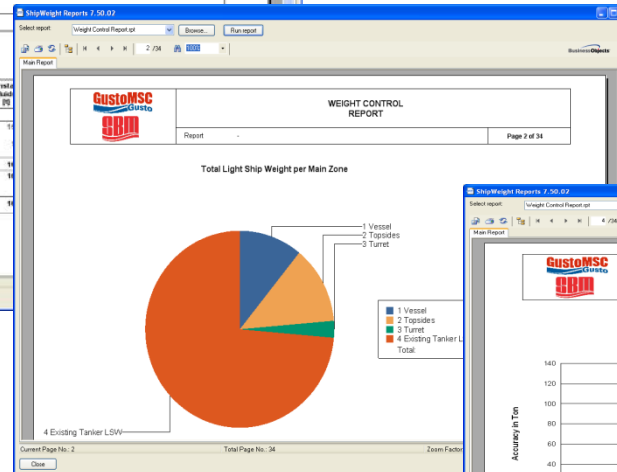 ShipWeight Reports 7.50.02
Select report:
Weight Control Report.rpt
Browse...
Run report
2 /34
100%
BusinessObjects
Main Report
GustoMSC
Gusto
SBM
WEIGHT CONTROL
REPORT
Report -
Page 2 of 34
Total Light Ship Weight per Main Zone
1 Vessel
2 Topsides
3 Turret
1 Vessel
2 Topsides
3 Turret
4 Existing Tanker L
Total:
4 Existing Tanker LSW
Current Page No.: 2
Total Page No.: 34
Zoom Factor
Close
ShipWeight Reports 7.50.02
Select report:
Weight Control Report.rpt
4 /34
Main Report
GustoMSC
Gusto
SBM
Accuracy in Ton
140
120
100
80
60
40